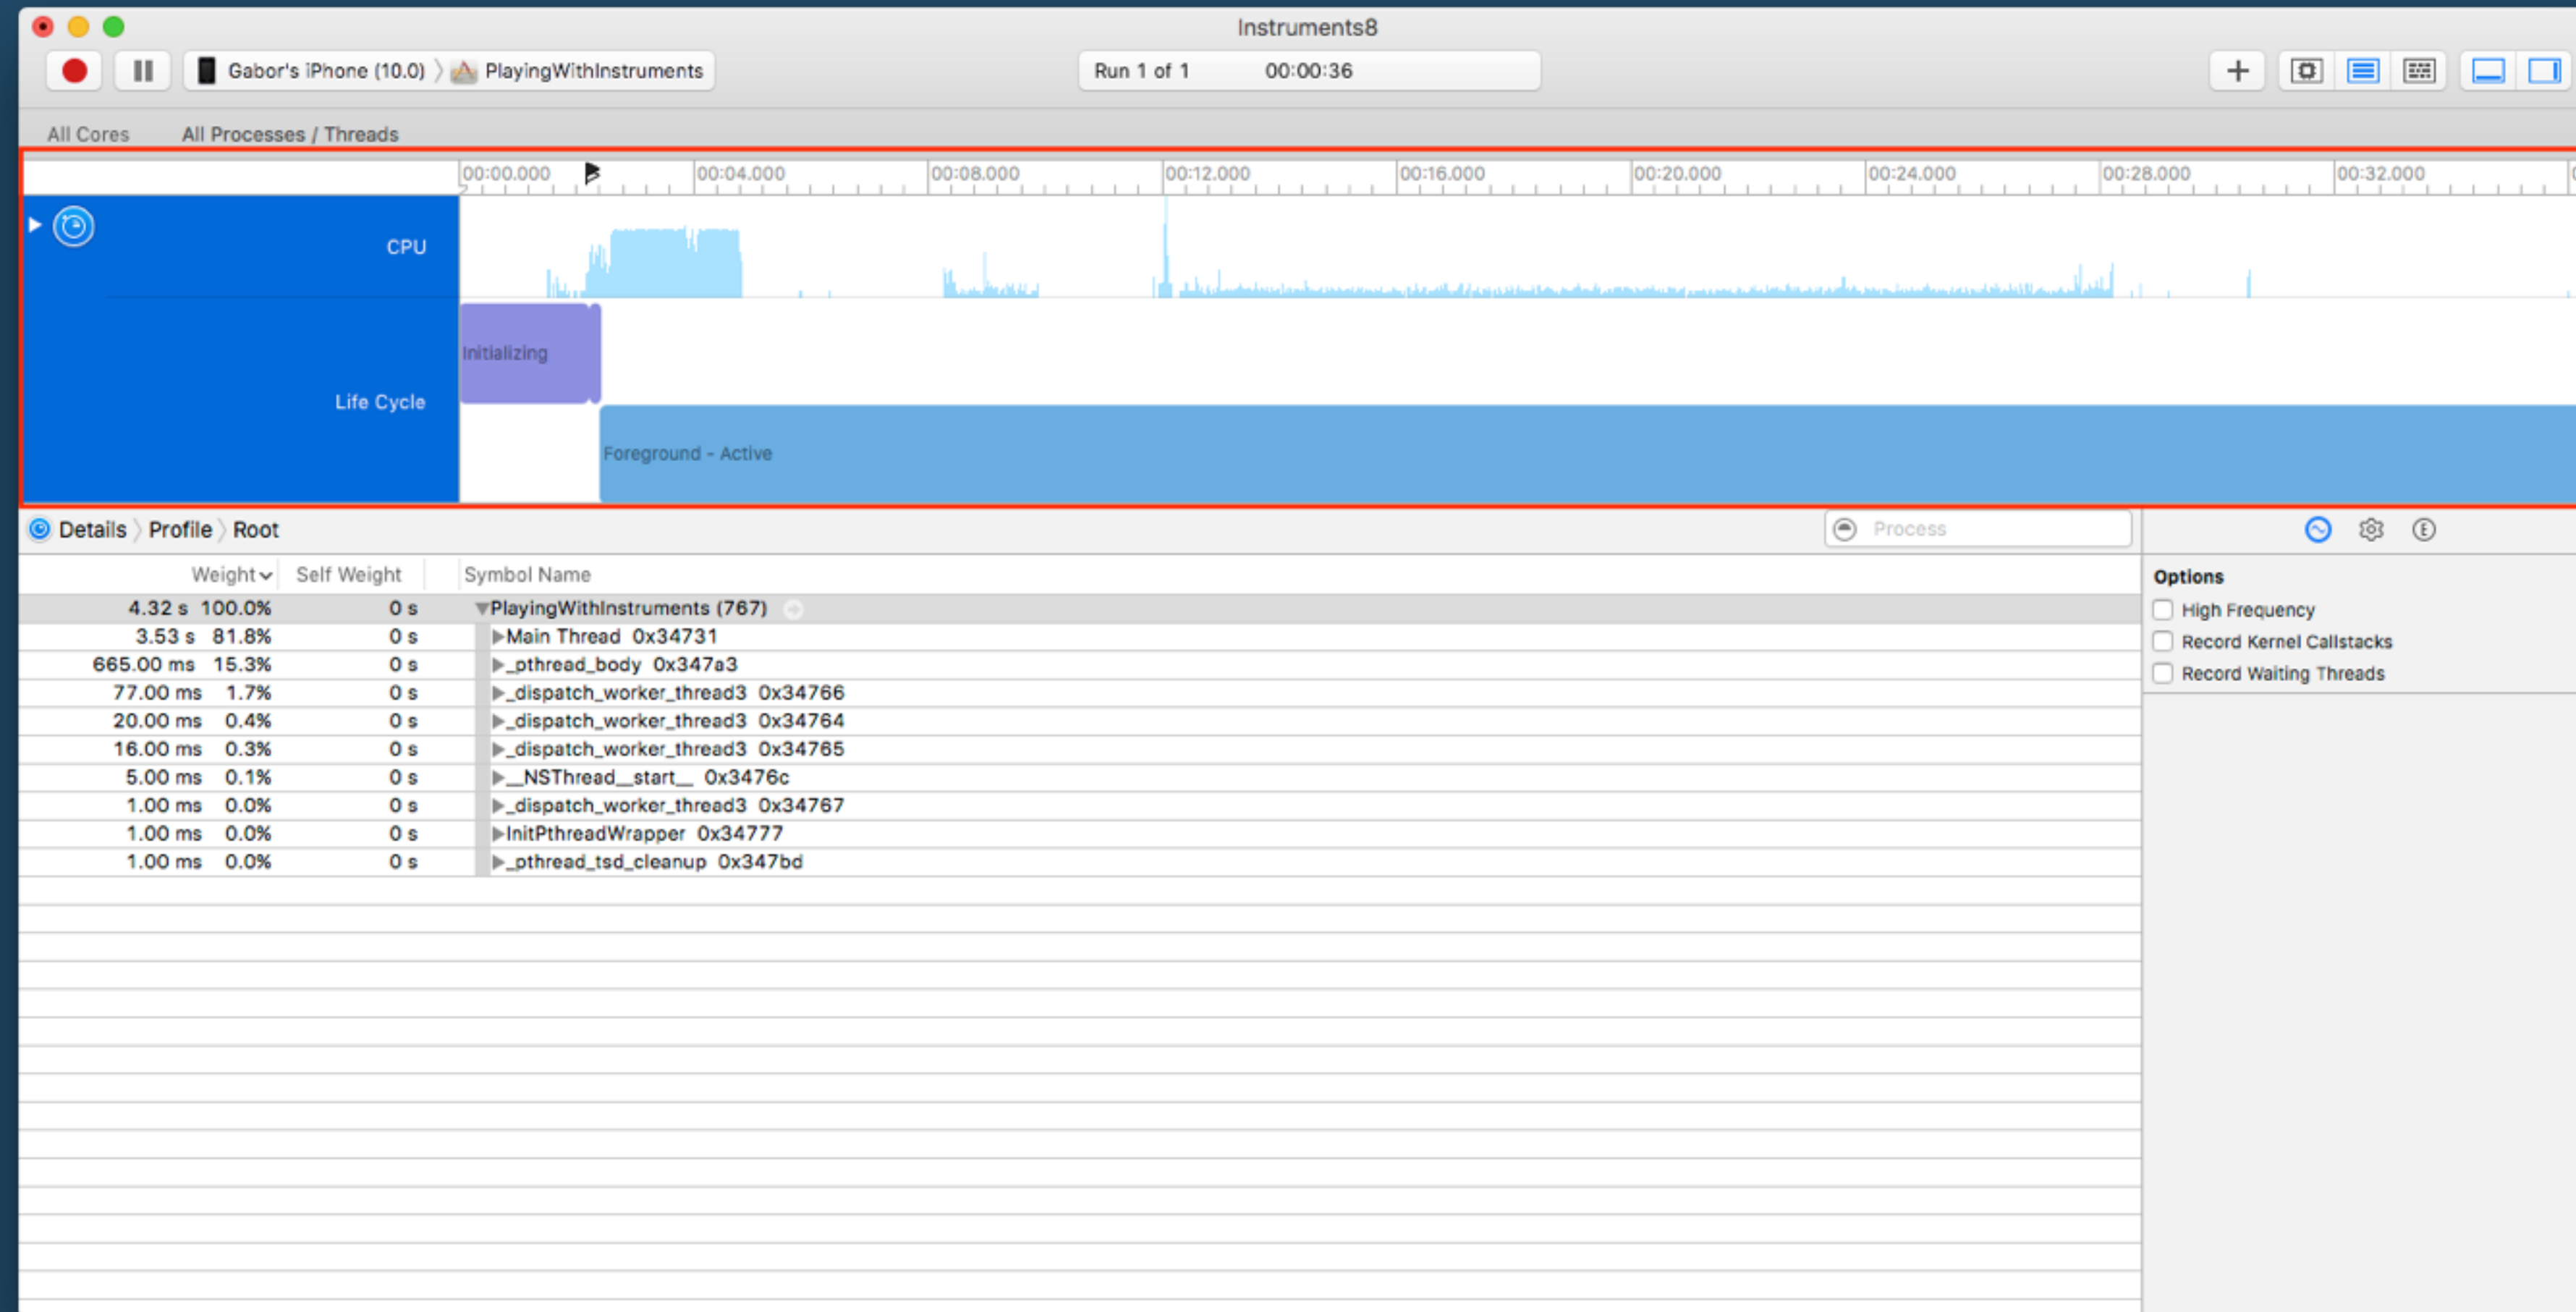 Instruments8
Gabor's iPhone (10.0) PlayingWithInstruments Run 1 of 1 00:00:36
All Cores All Processes / Threads
00:00.000 00:04.000 00:08.000 00:12.000 00:16.000 00:20.000 00:24.000 00:28.000 00:32.000
CPU
Initializing
Life Cycle
Foreground - Active
Details Profile Root Process
Weight Self Weight Symbol Name
Options
4.32 s 100.0% 0 s PlayingWithInstruments (767)
High Frequency
3.53 s 81.8% 0 s Main Thread 0x34731
Record Kernel Callstacks
665.00 ms 15.3% 0 s _pthread_body 0x347a3
Record Waiting Threads
77.00 ms 1.7% 0 s _dispatch_worker_thread3 0x34766
20.00 ms 0.4% 0 s _dispatch_worker_thread3 0x34764
16.00 ms 0.3% 0 s _dispatch_worker_thread3 0x34765
5.00 ms 0.1% 0 s __NSThread__start__ 0x3476c
1.00 ms 0.0% 0 s _dispatch_worker_thread3 0x34767
1.00 ms 0.0% 0 s InitPthreadWrapper 0x34777
1.00 ms 0.0% 0 s _pthread_tsd_cleanup 0x347bd